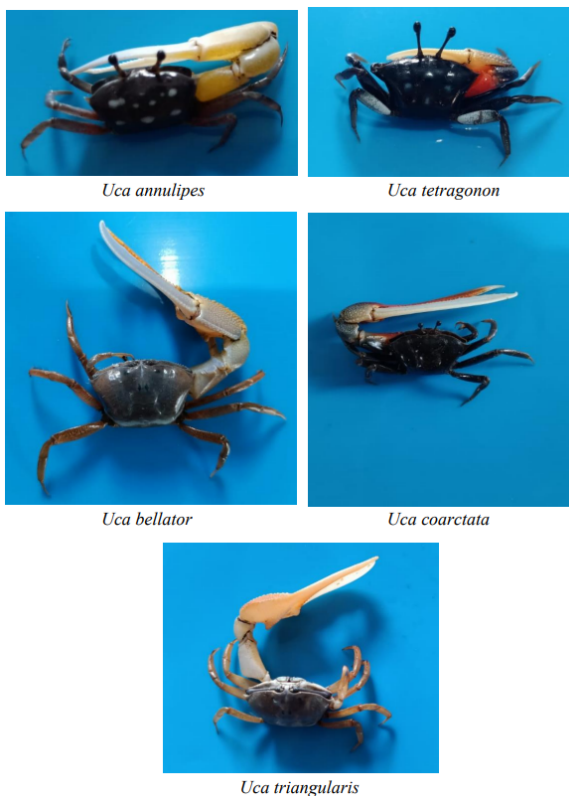 Uca annulipes
Uca tetragonon
Uca bellator
Uca coarctata
Uca triangularis